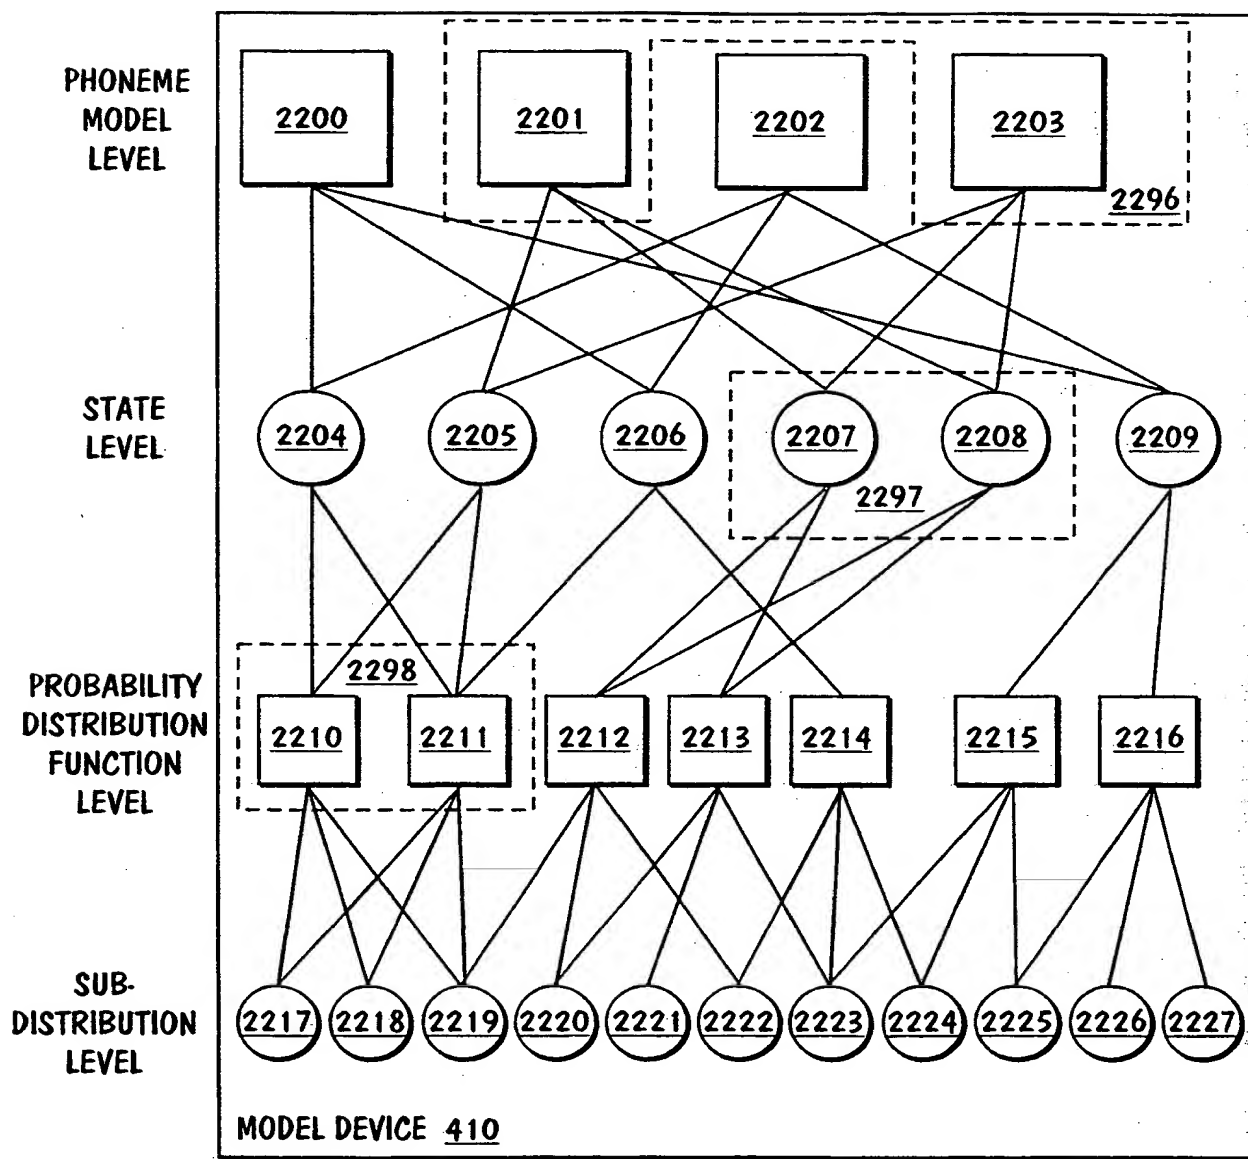 PHONEME
MODEL
LEVEL
2200
2201
2202
2203
2296
STATE
LEVEL
2204
2205
2206
2207
2208
2209
2297
PROBABILITY
DISTRIBUTION
FUNCTION
LEVEL
2298
2210
2211
2212
2213
2214
2215
2216
SUB-
DISTRIBUTION
LEVEL
2217
2218
2219
2220
2221
2222
2223
2224
2225
2226
2227
MODEL DEVICE 410